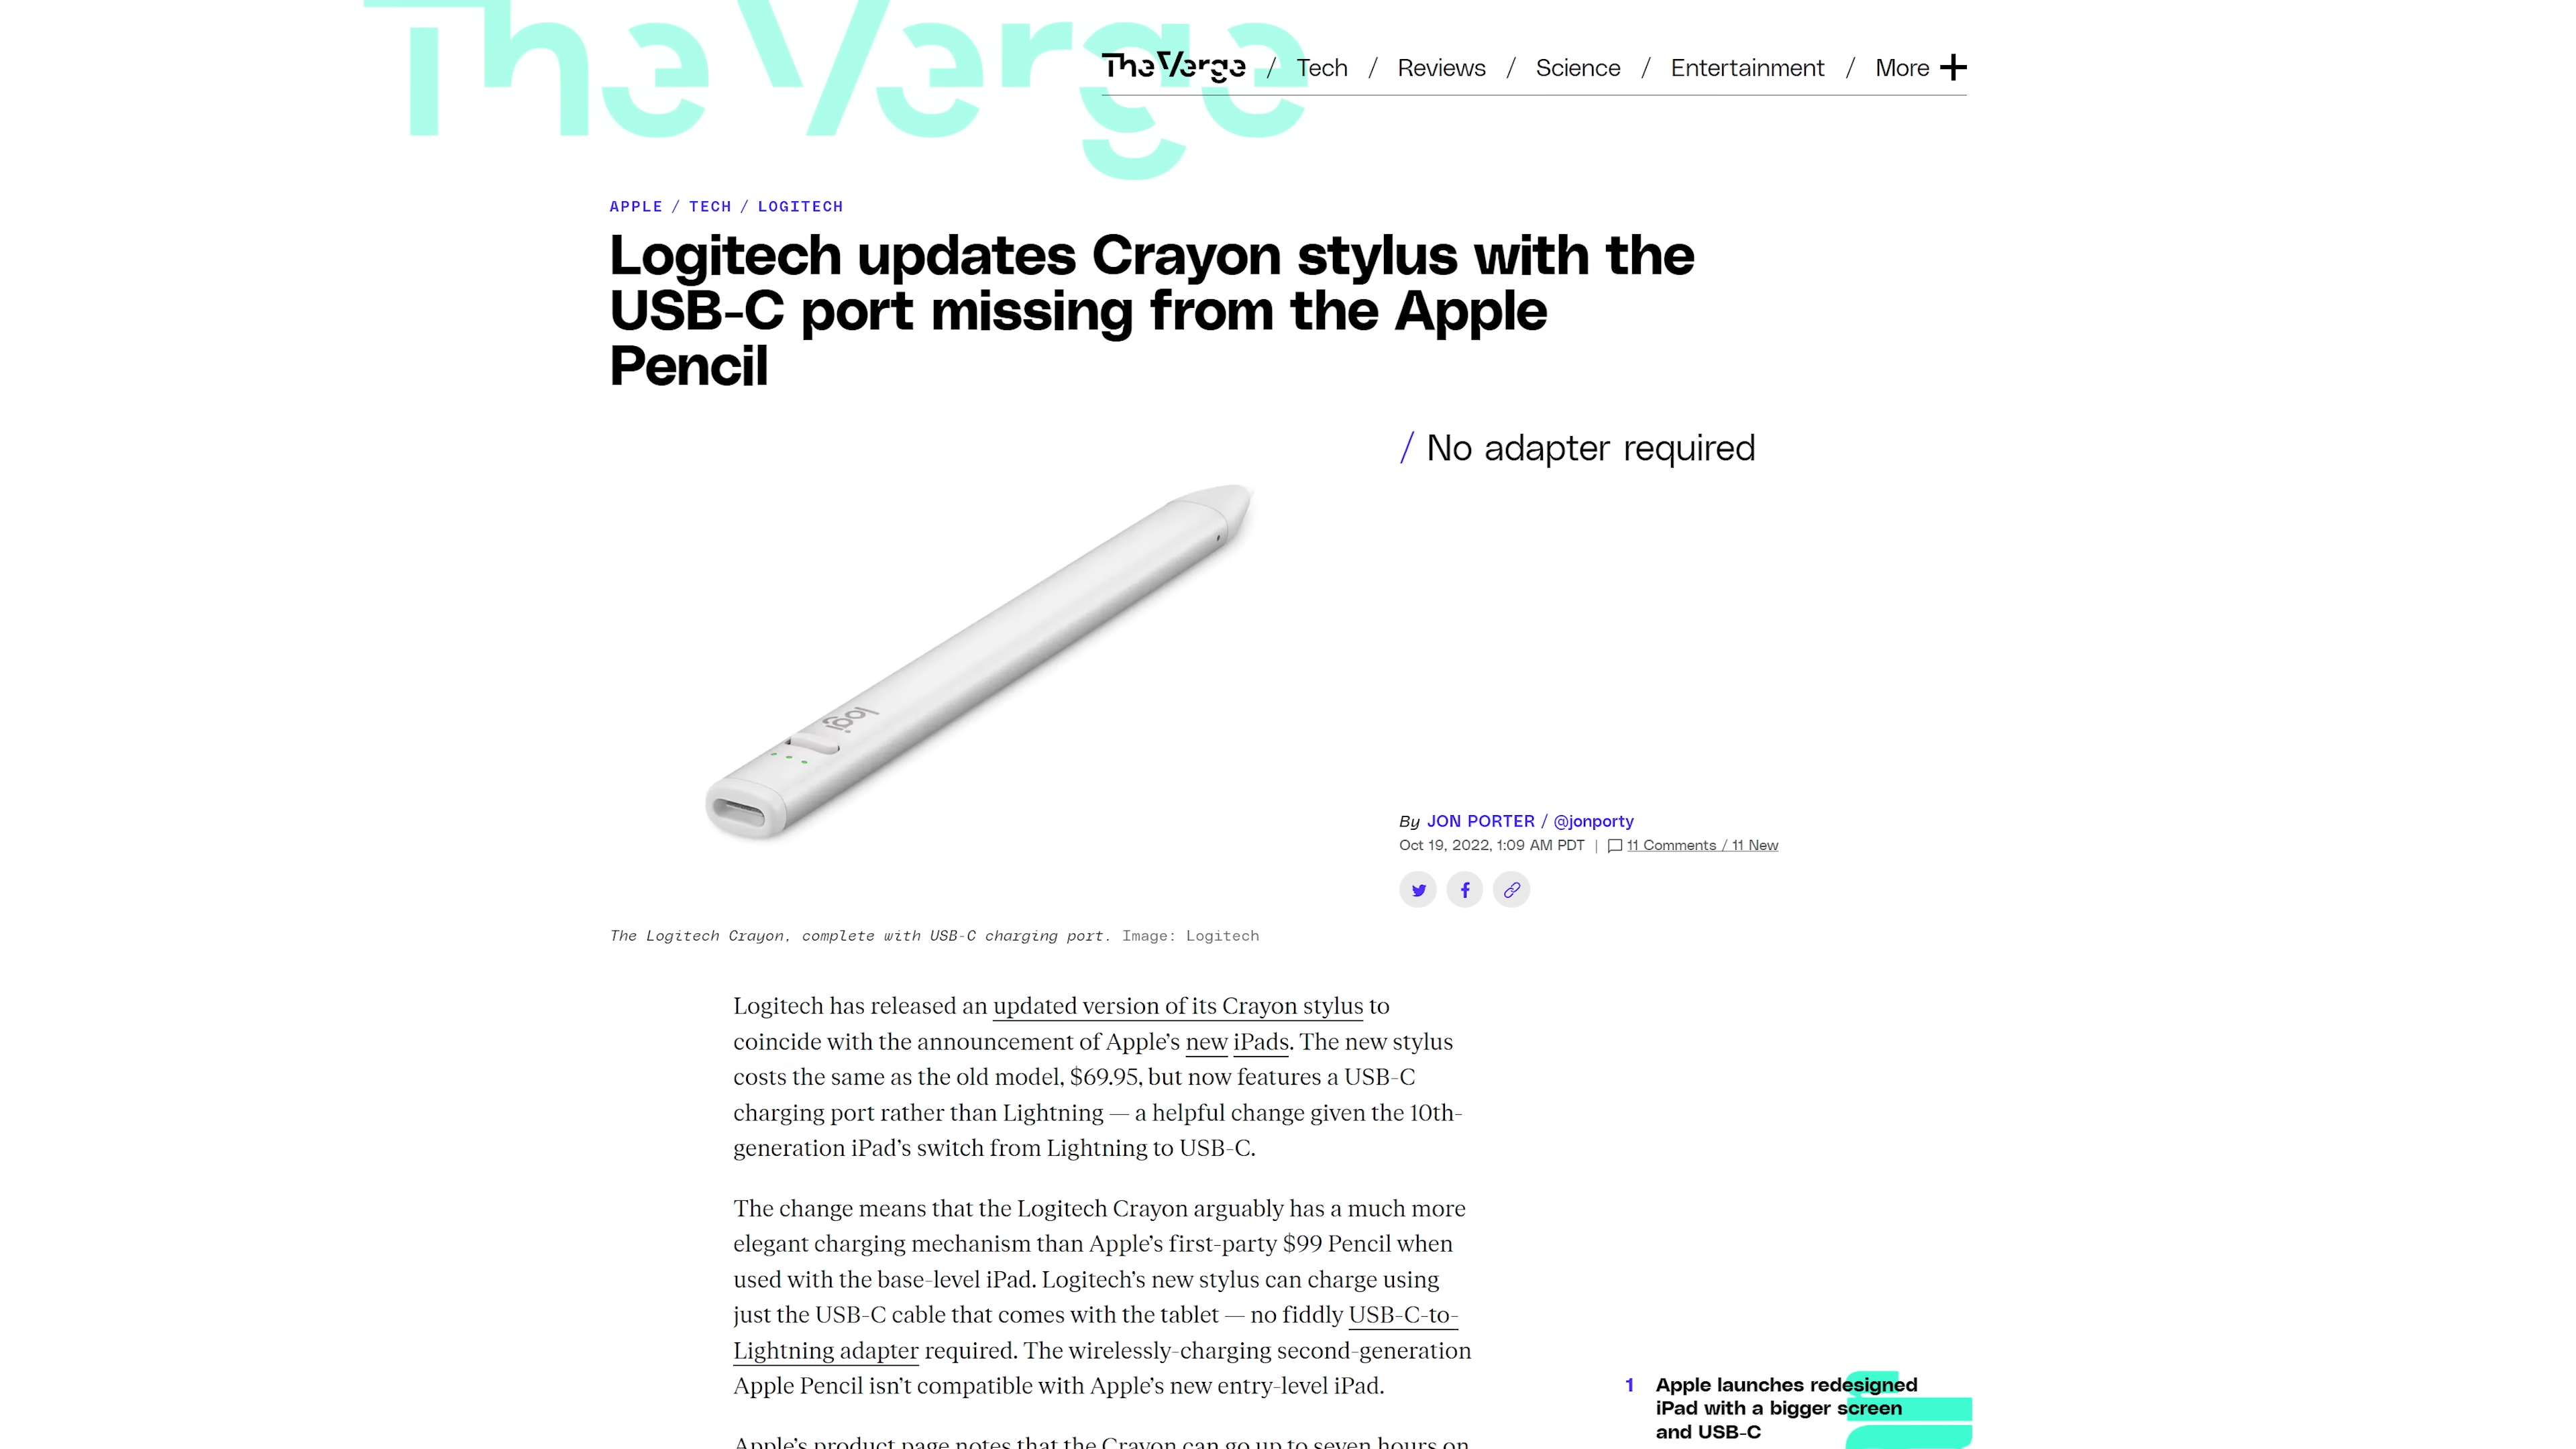 The Verge
The Verge / Tech / Reviews / Science / Entertainment / More
APPLE / TECH / LOGITECH
Logitech updates Crayon stylus with the
USB-C port missing from the Apple
Pencil
/ No adapter required
logi
By JON PORTER / @jonporty
Oct 19, 2022, 1:09 AM PDT | 11 Comments / 11 New
The Logitech Crayon, complete with USB-C charging port. Image: Logitech
Logitech has released an updated version of its Crayon stylus to
coincide with the announcement of Apple’s new iPads. The new stylus
costs the same as the old model, $69.95, but now features a USB-C
charging port rather than Lightning — a helpful change given the 10th-
generation iPad’s switch from Lightning to USB-C.
The change means that the Logitech Crayon arguably has a much more
elegant charging mechanism than Apple’s first-party $99 Pencil when
used with the base-level iPad. Logitech’s new stylus can charge using
just the USB-C cable that comes with the tablet — no fiddly USB-C-to-
Lightning adapter required. The wirelessly-charging second-generation
Apple Pencil isn’t compatible with Apple’s new entry-level iPad.
Apple’s product page notes that the Crayon can go up to seven hours on
1 Apple launches redesigned
iPad with a bigger screen
and USB-C